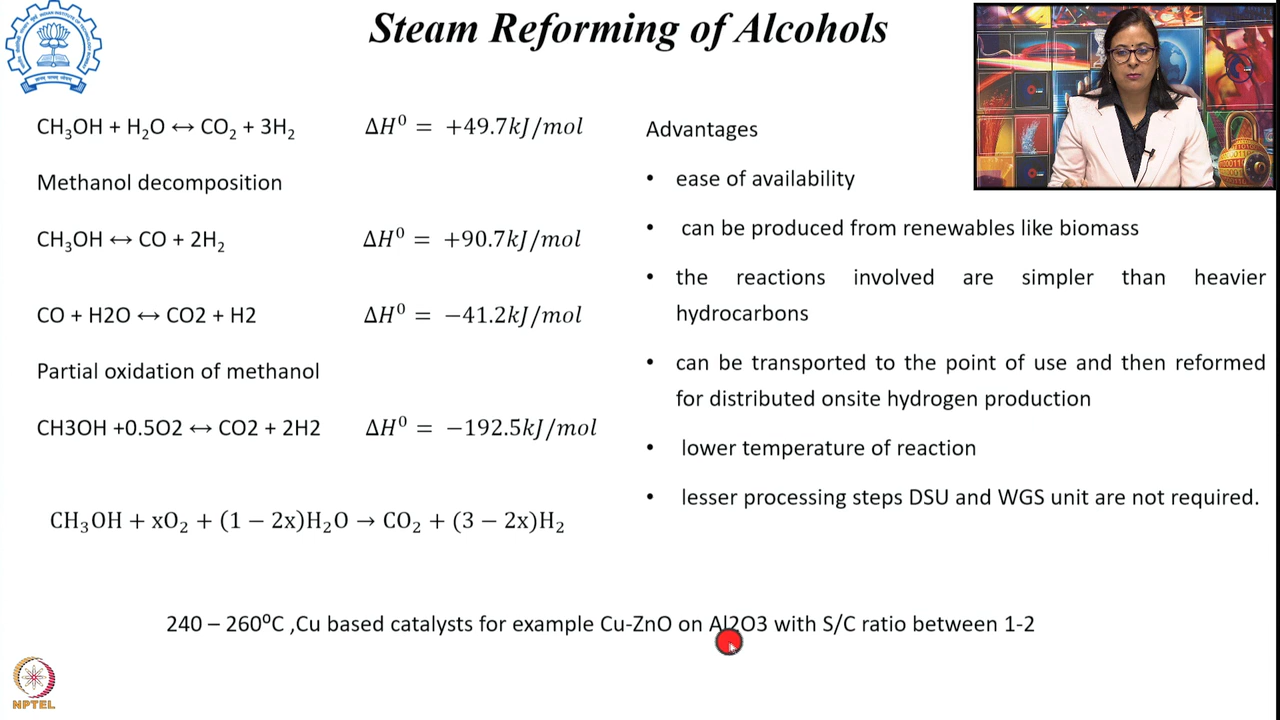 Steam Reforming of Alcohols
CH₃OH + H₂O ↔ CO₂ + 3H₂ ΔH⁰ = +49.7kJ/mol
Methanol decomposition
CH₃OH ↔ CO + 2H₂ ΔH⁰ = +90.7kJ/mol
CO + H2O ↔ CO2 + H2 ΔH⁰ = −41.2kJ/mol
Partial oxidation of methanol
CH3OH +0.5O2 ↔ CO2 + 2H2 ΔH⁰ = −192.5kJ/mol
CH₃OH + xO₂ + (1 − 2x)H₂O → CO₂ + (3 − 2x)H₂
Advantages
• ease of availability
• can be produced from renewables like biomass
• the reactions involved are simpler than heavier
hydrocarbons
• can be transported to the point of use and then reformed
for distributed onsite hydrogen production
• lower temperature of reaction
• lesser processing steps DSU and WGS unit are not required.
240 – 260⁰C ,Cu based catalysts for example Cu-ZnO on Al2O3 with S/C ratio between 1-2
NPTEL